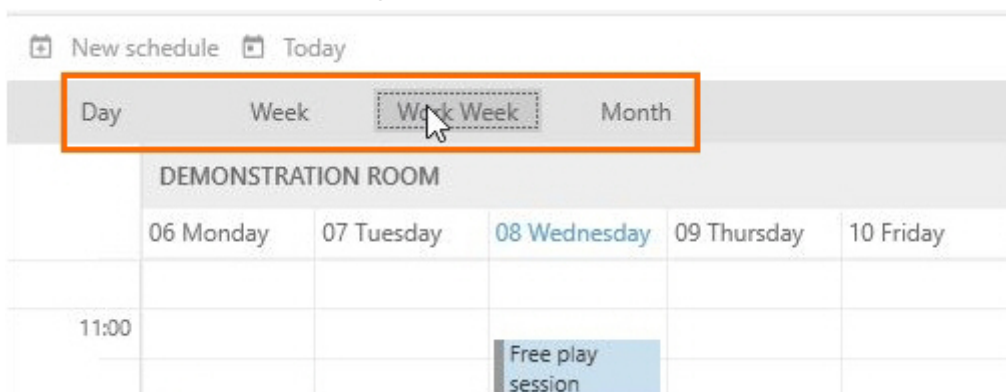 New schedule Today
Day Week Work Week Month
DEMONSTRATION ROOM
06 Monday 07 Tuesday 08 Wednesday 09 Thursday 10 Friday
11:00
Free play
session